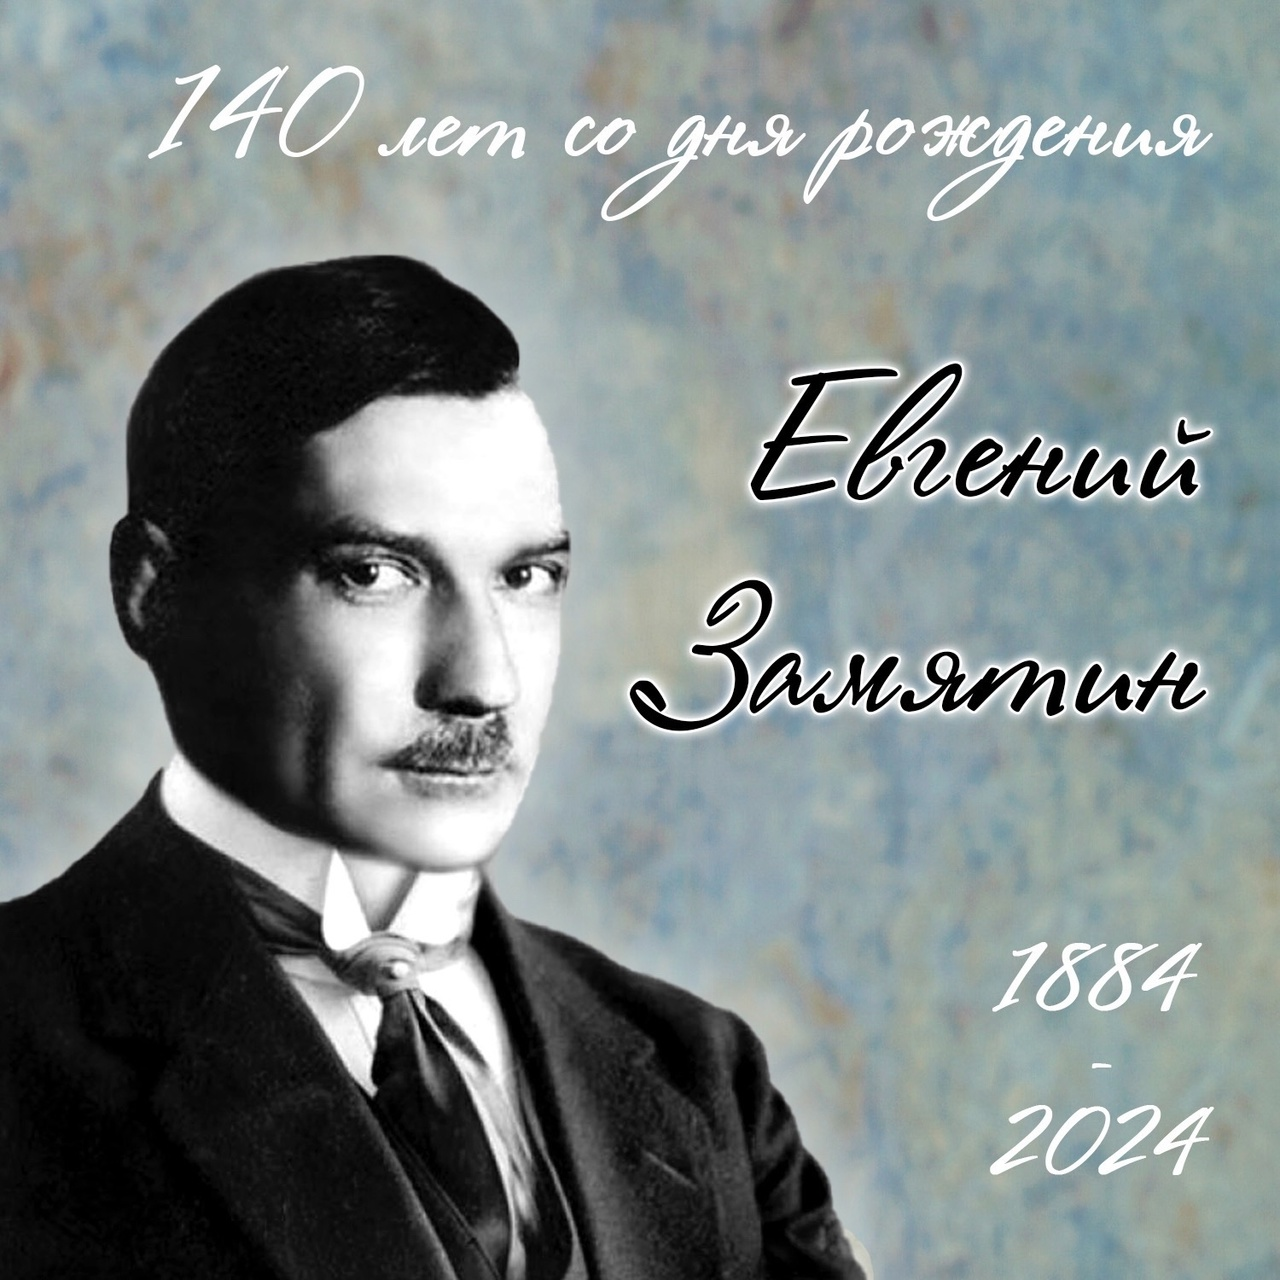 140 лет со дня рождения
Евгений
Замятин
1884
-
2024